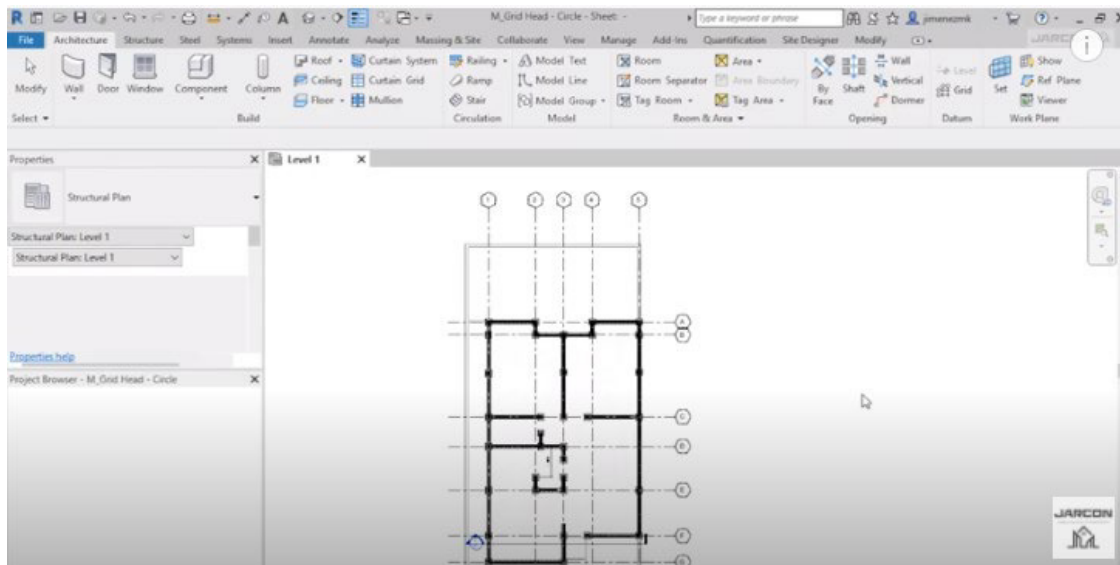 M_Grid Head - Circle - Sheet: -
Type a keyword or phrase
jimenezmk
File Architecture Structure Steel Systems Insert Annotate Analyze Massing & Site Collaborate View Manage Add-Ins Quantification Site Designer Modify
JARCON
Modify Wall Door Window Component Column
Roof Curtain System
Ceiling Curtain Grid
Floor Mullion
Railing
Ramp
Stair
Model Text
Model Line
Model Group
Room
Room Separator
Tag Room
Area
Area Boundary
Tag Area
By Face
Shaft
Wall
Vertical
Dormer
Level
Grid
Set
Show
Ref Plane
Viewer
Select Build Circulation Model Room & Area Opening Datum Work Plane
Properties
Level 1
Structural Plan
Structural Plan: Level 1
Structural Plan: Level 1
Properties help
Project Browser - M_Grid Head - Circle
1 2 3 4 5
A
B
C
D
E
F
JARCON